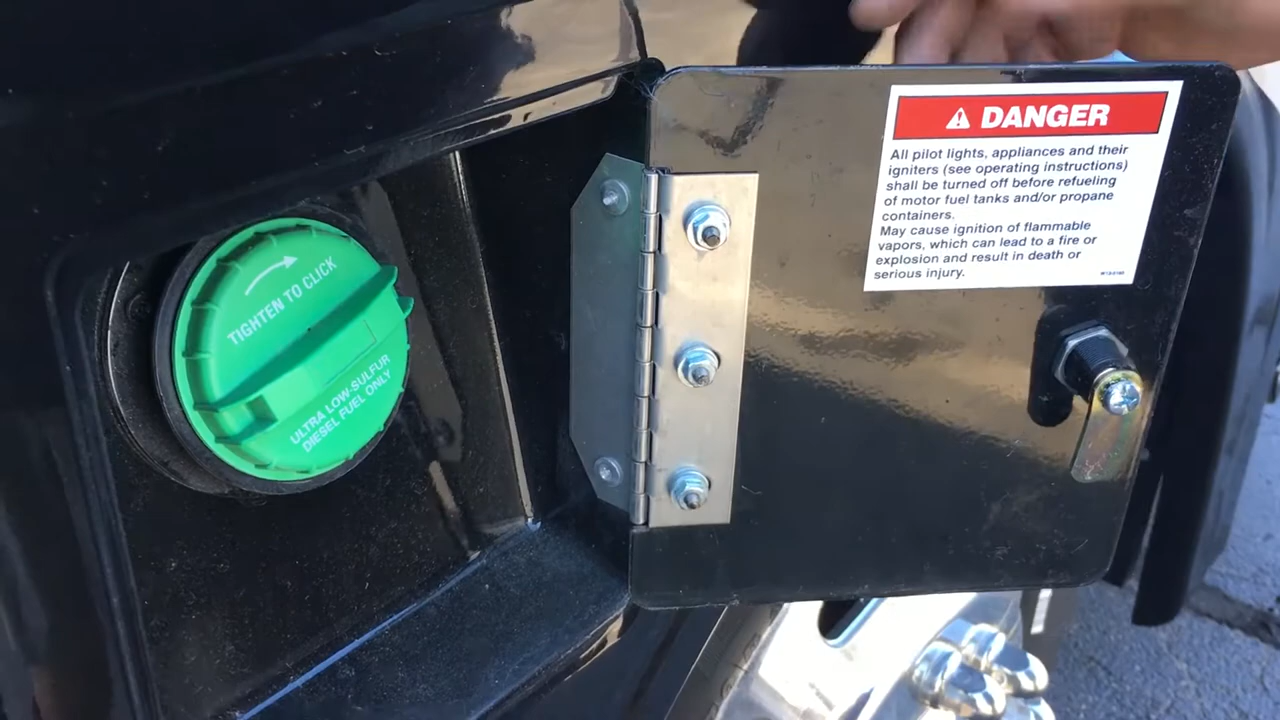 TIGHTEN TO CLICK
ULTRA LOW-SULFUR
DIESEL FUEL ONLY
DANGER
All pilot lights, appliances and their
igniters (see operating instructions)
shall be turned off before refueling
of motor fuel tanks and/or propane
containers.
May cause ignition of flammable
vapors, which can lead to a fire or
explosion and result in death or
serious injury.